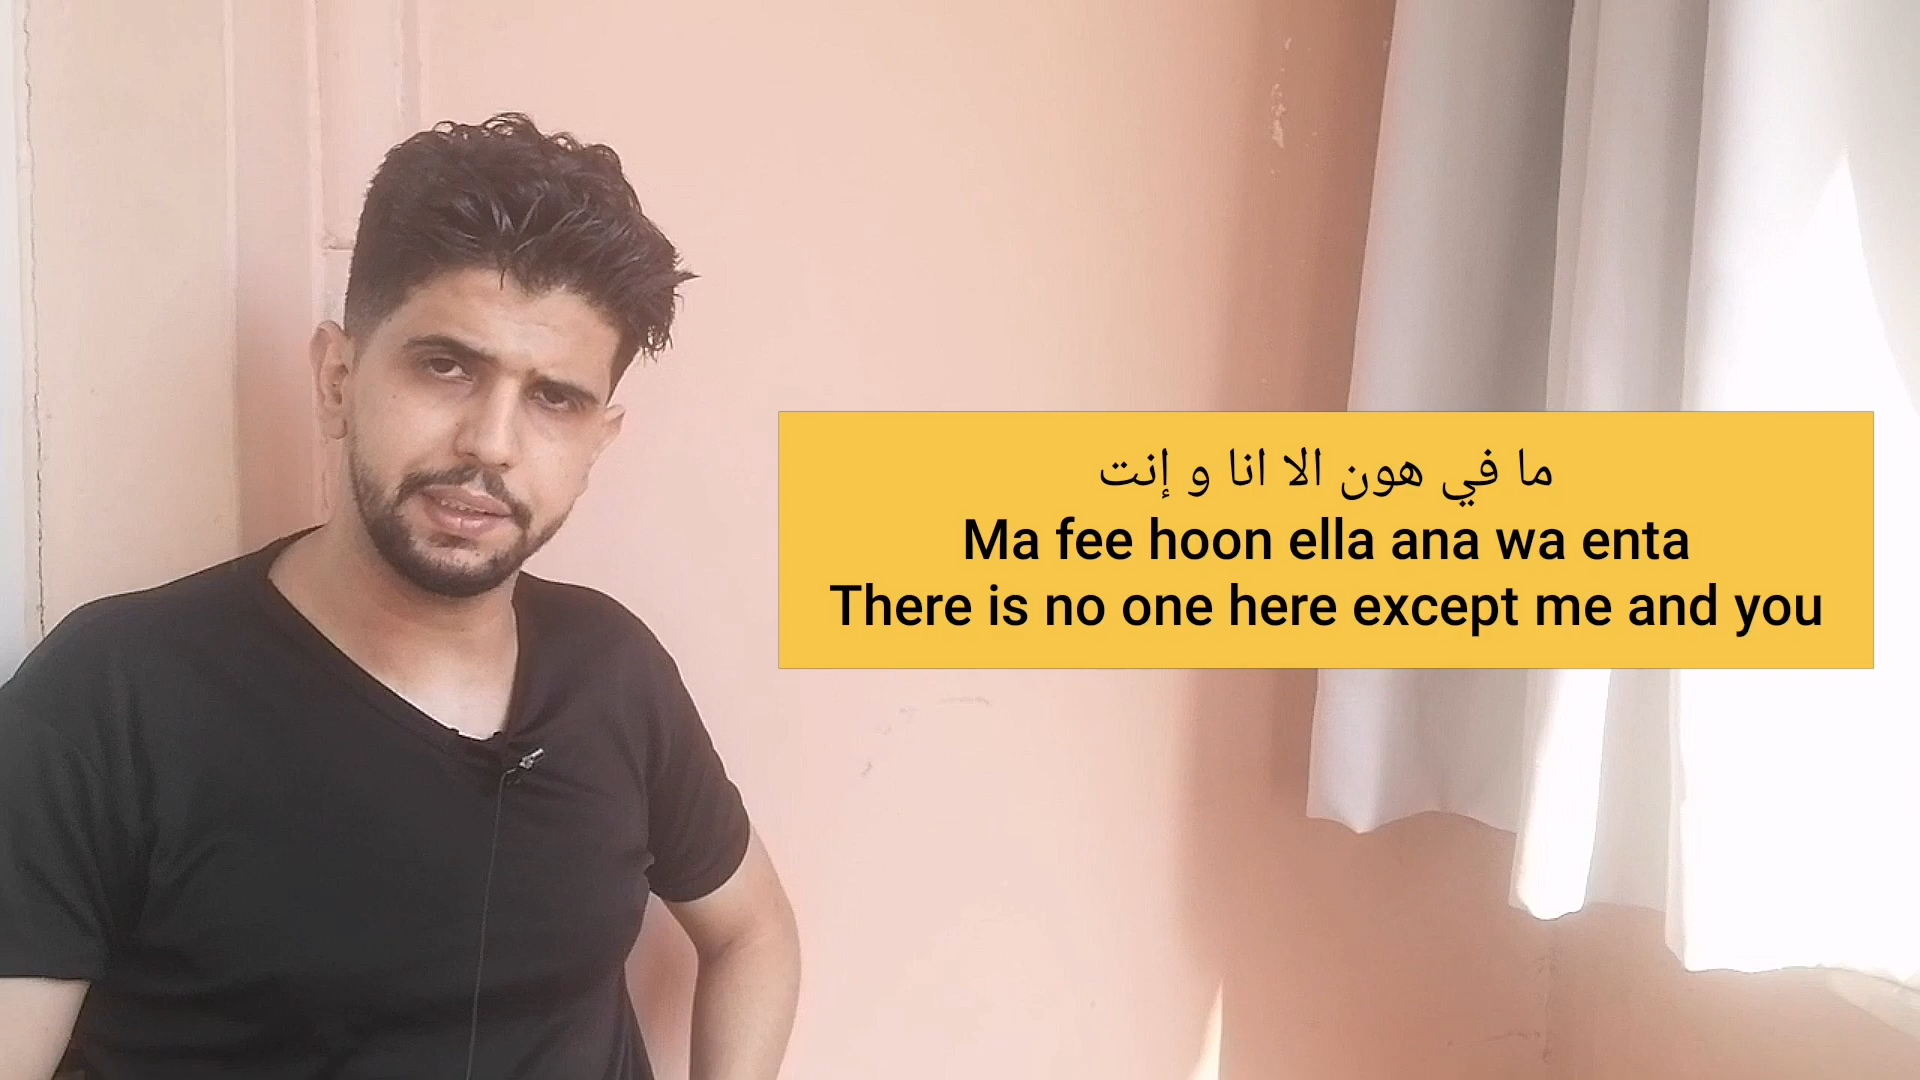 ما في هون الا انا و إنت
Ma fee hoon ella ana wa enta
There is no one here except me and you